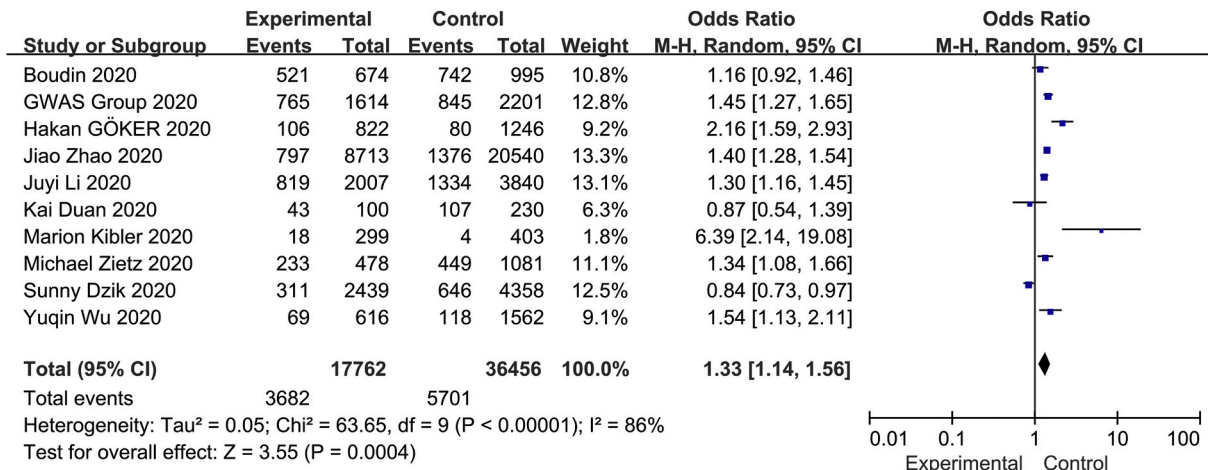 Experimental Control Odds Ratio Odds Ratio
Study or Subgroup Events Total Events Total Weight M-H, Random, 95% CI M-H, Random, 95% CI
Boudin 2020 521 674 742 995 10.8% 1.16 [0.92, 1.46]
GWAS Group 2020 765 1614 845 2201 12.8% 1.45 [1.27, 1.65]
Hakan GÖKER 2020 106 822 80 1246 9.2% 2.16 [1.59, 2.93]
Jiao Zhao 2020 797 8713 1376 20540 13.3% 1.40 [1.28, 1.54]
Juyi Li 2020 819 2007 1334 3840 13.1% 1.30 [1.16, 1.45]
Kai Duan 2020 43 100 107 230 6.3% 0.87 [0.54, 1.39]
Marion Kibler 2020 18 299 4 403 1.8% 6.39 [2.14, 19.08]
Michael Zietz 2020 233 478 449 1081 11.1% 1.34 [1.08, 1.66]
Sunny Dzik 2020 311 2439 646 4358 12.5% 0.84 [0.73, 0.97]
Yuqin Wu 2020 69 616 118 1562 9.1% 1.54 [1.13, 2.11]
Total (95% CI) 17762 36456 100.0% 1.33 [1.14, 1.56]
Total events 3682 5701
Heterogeneity: Tau² = 0.05; Chi² = 63.65, df = 9 (P < 0.00001); I² = 86%
Test for overall effect: Z = 3.55 (P = 0.0004)
0.01 0.1 1 10 100
Experimental Control